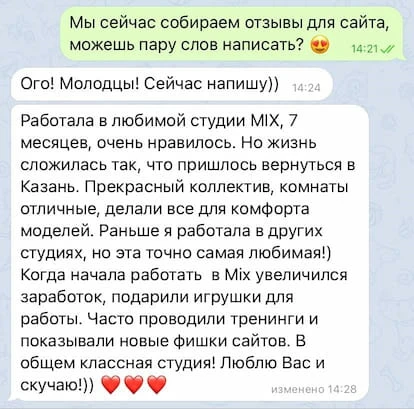 Мы сейчас собираем отзывы для сайта,
можешь пару слов написать? 😍 14:21
Ого! Молодцы! Сейчас напишу)) 14:24
Работала в любимой студии MIX, 7
месяцев, очень нравилось. Но жизнь
сложилась так, что пришлось вернуться в
Казань. Прекрасный коллектив, комнаты
отличные, делали все для комфорта
моделей. Раньше я работала в других
студиях, но эта точно самая любимая!)
Когда начала работать в Mix увеличился
заработок, подарили игрушки для
работы. Часто проводили тренинги и
показывали новые фишки сайтов. В
общем классная студия! Люблю Вас и
скучаю!)) ❤️❤️❤️ изменено 14:28